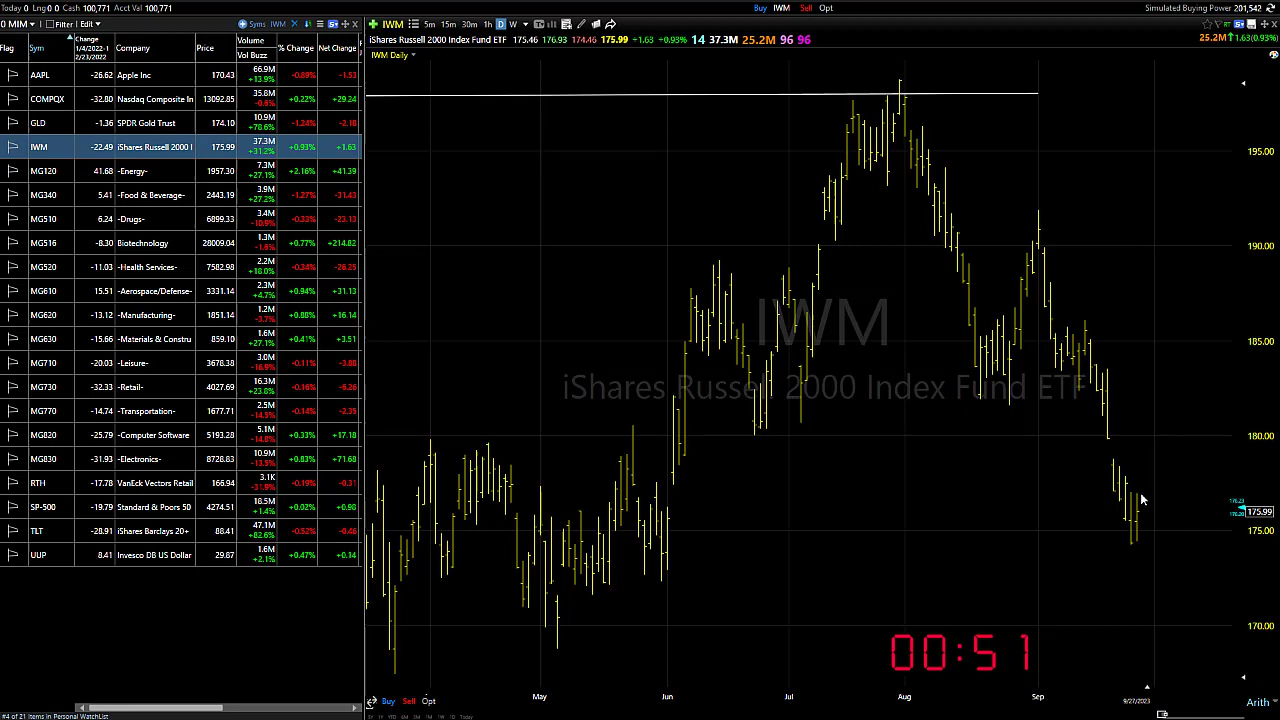 Today 0 Lng 0 Cash 100,771 Acct Val 100,771
Buy IWM Sell Opt
Simulated Buying Power 201,542
0 MIM Filter Edit
Syms IWM
IWM 5m 15m 30m 1h D W
Flag Sym Change 1/4/2022-1 2/23/2022 Company Price Volume Vol Buzz % Change Net Change
AAPL -26.62 Apple Inc 170.43 66.9M +13.9% -0.89% -1.53
COMPQX -32.80 Nasdaq Composite In 13092.85 35.8M -0.6% +0.22% +29.24
GLD -1.36 SPDR Gold Trust 174.10 10.9M +78.6% -1.24% -2.18
IWM -22.49 iShares Russell 2000 I 175.99 37.3M +31.2% +0.93% +1.63
MG120 41.68 -Energy- 1957.30 7.3M +27.1% +2.16% +41.39
MG340 5.41 -Food & Beverage- 2443.19 3.9M +27.2% -1.27% -31.43
MG510 6.24 -Drugs- 6899.33 3.4M -10.9% -0.33% -23.13
MG516 -8.30 Biotechnology 28009.04 1.3M -1.6% +0.77% +214.82
MG520 -11.03 -Health Services- 7582.98 2.2M +18.0% -0.34% -26.25
MG610 15.51 -Aerospace/Defense- 3331.14 2.3M +4.7% +0.94% +31.13
MG620 -13.12 -Manufacturing- 1851.14 1.2M -3.7% +0.88% +16.14
MG630 -15.66 -Materials & Constru 859.10 1.6M +27.1% +0.41% +3.51
MG710 -20.03 -Leisure- 3678.38 3.0M -16.9% -0.11% -3.88
MG730 -32.33 -Retail- 4027.69 16.3M +23.8% -0.16% -6.26
MG770 -14.74 -Transportation- 1677.71 2.5M -14.5% -0.14% -2.35
MG820 -25.79 -Computer Software 5193.28 5.1M -14.8% +0.33% +17.18
MG830 -31.93 -Electronics- 8728.83 10.9M -13.3% +0.83% +71.68
RTH -17.78 VanEck Vectors Retail 166.94 3.1K -31.9% -0.19% -0.31
SP-500 -19.79 Standard & Poors 50 4274.51 18.5M +1.4% +0.02% +0.98
TLT -28.91 iShares Barclays 20+ 88.41 47.1M +82.6% -0.52% -0.46
UUP 8.41 Invesco DB US Dollar 29.87 1.6M +2.1% +0.47% +0.14
#4 of 21 items in Personal WatchList
iShares Russell 2000 Index Fund ETF 175.46 176.93 174.46 175.99 +1.63 +0.93% 14 37.3M 25.2M 96 96
25.2M 1.63(0.93%)
IWM Daily
195.00
190.00
IWM
185.00
iShares Russell 2000 Index Fund ETF
180.00
176.23
175.99
176.20
175.00
170.00
00:51
May Jun Jul Aug Sep
9/27/2023
Buy Sell Opt
Arith